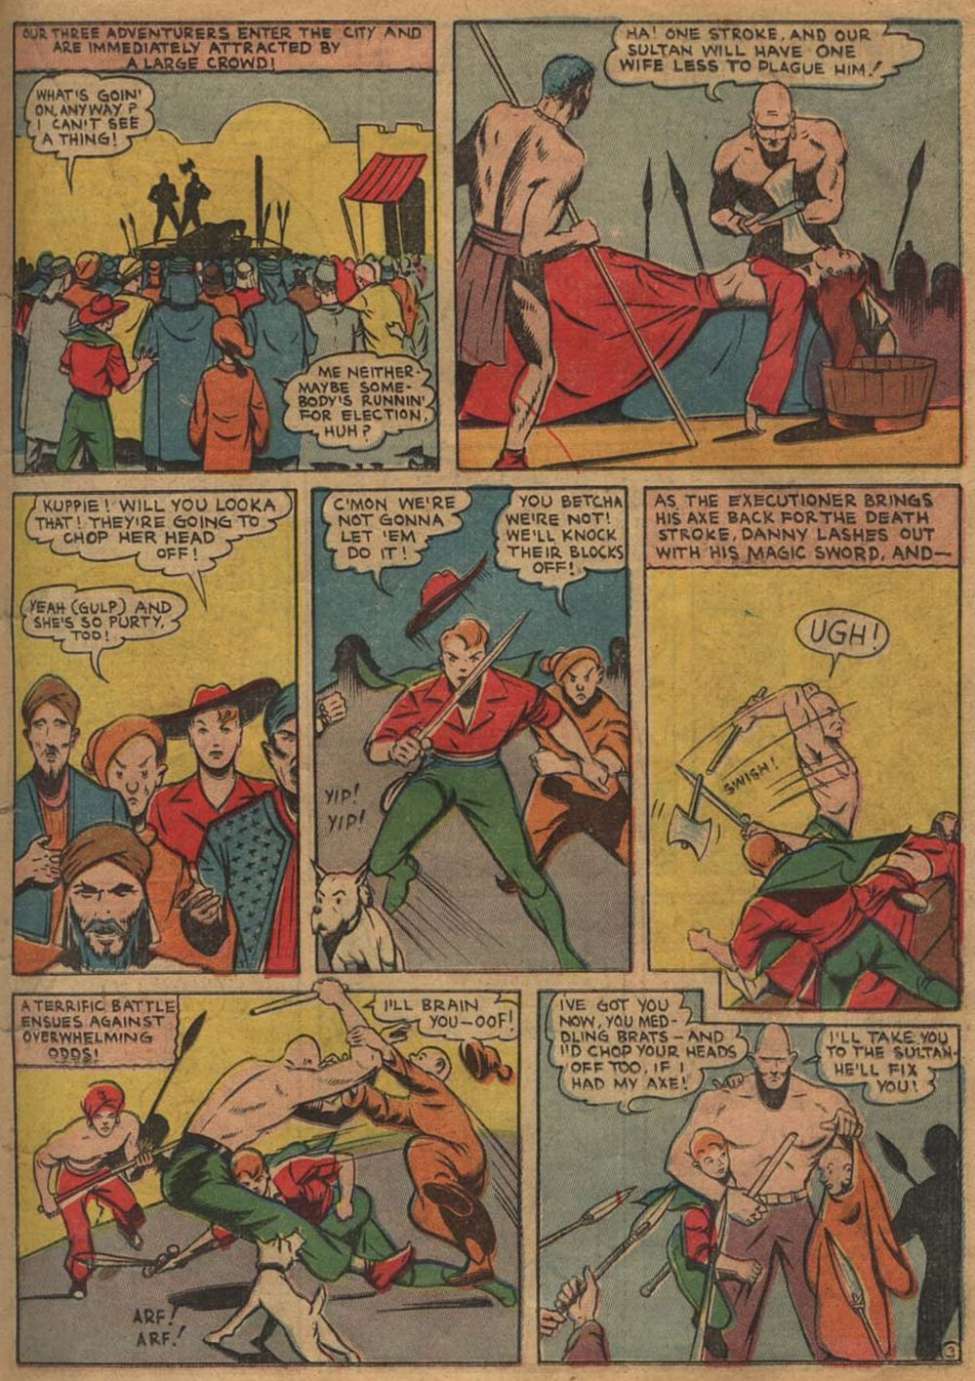 OUR THREE ADVENTURERS ENTER THE CITY AND
ARE IMMEDIATELY ATTRACTED BY
A LARGE CROWD!
WHAT'S GOIN'
ON, ANYWAY?
I CAN'T SEE
A THING!
ME NEITHER-
MAYBE SOME-
BODY'S RUNNIN'
FOR ELECTION,
HUH?
HA! ONE STROKE, AND OUR
SULTAN WILL HAVE ONE
WIFE LESS TO PLAGUE HIM!
KUPPIE! WILL YOU LOOKA
THAT! THEY'RE GOING TO
CHOP HER HEAD
OFF!
YEAH (GULP) AND
SHE'S SO PURTY,
TOO!
C'MON WE'RE
NOT GONNA
LET 'EM
DO IT!
YOU BETCHA
WE'RE NOT!
WE'LL KNOCK
THEIR BLOCKS
OFF!
YIP!
YIP!
AS THE EXECUTIONER BRINGS
HIS AXE BACK FOR THE DEATH
STROKE, DANNY LASHES OUT
WITH HIS MAGIC SWORD, AND—
UGH!
SWISH!
A TERRIFIC BATTLE
ENSUES AGAINST
OVERWHELMING
ODDS!
I'LL BRAIN
YOU—OOF!
ARF!
ARF!
I'VE GOT YOU
NOW, YOU MED-
DLING BRATS—AND
I'D CHOP YOUR HEADS
OFF TOO, IF I
HAD MY AXE!
I'LL TAKE YOU
TO THE SULTAN-
HE'LL FIX
YOU!
3